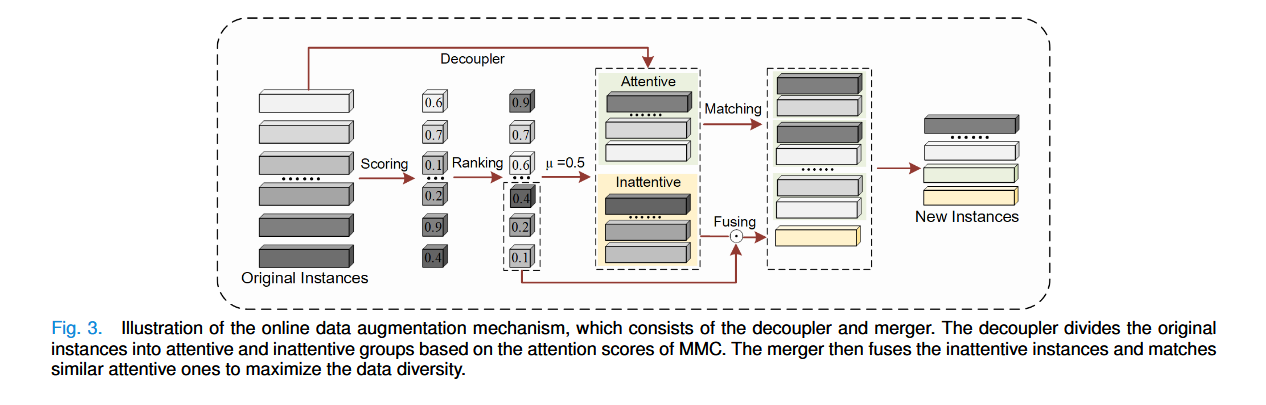 Decoupler
Original Instances
Scoring
0.6
0.7
0.1
0.2
0.9
0.4
Ranking
0.9
0.7
0.6
0.4
0.2
0.1
μ =0.5
Attentive
Inattentive
Matching
Fusing
New Instances
Fig. 3. Illustration of the online data augmentation mechanism, which consists of the decoupler and merger. The decoupler divides the original
instances into attentive and inattentive groups based on the attention scores of MMC. The merger then fuses the inattentive instances and matches
similar attentive ones to maximize the data diversity.